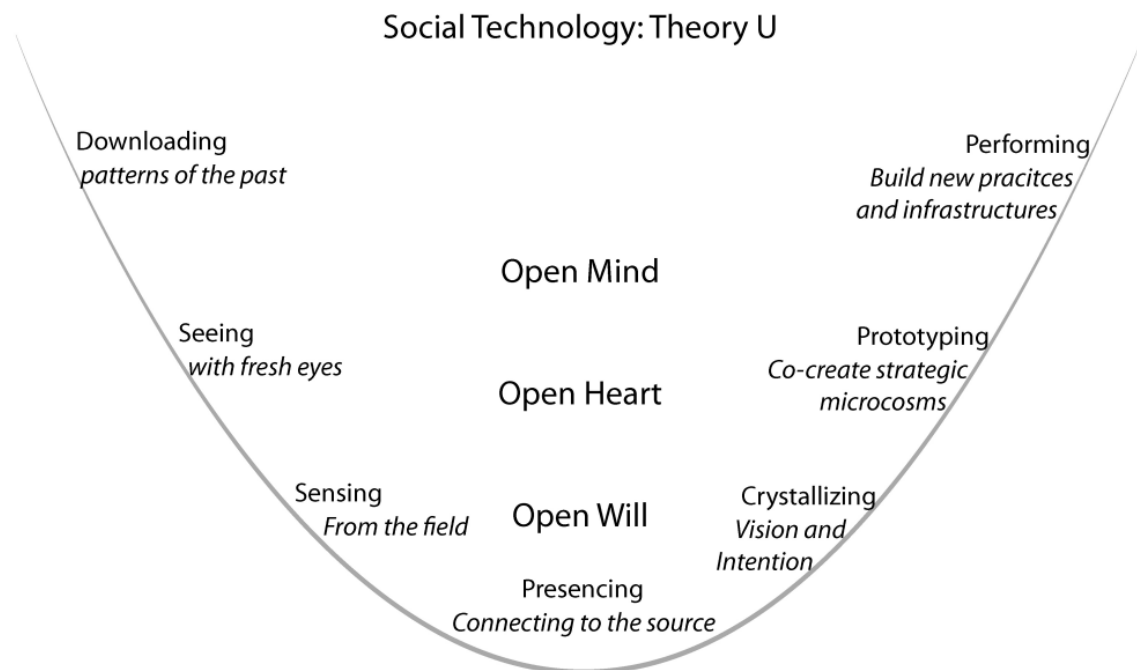 Social Technology: Theory U
Downloading
patterns of the past
Performing
Build new pracitces
and infrastructures
Open Mind
Seeing
with fresh eyes
Prototyping
Co-create strategic
microcosms
Open Heart
Sensing
From the field
Open Will
Crystallizing
Vision and
Intention
Presencing
Connecting to the source